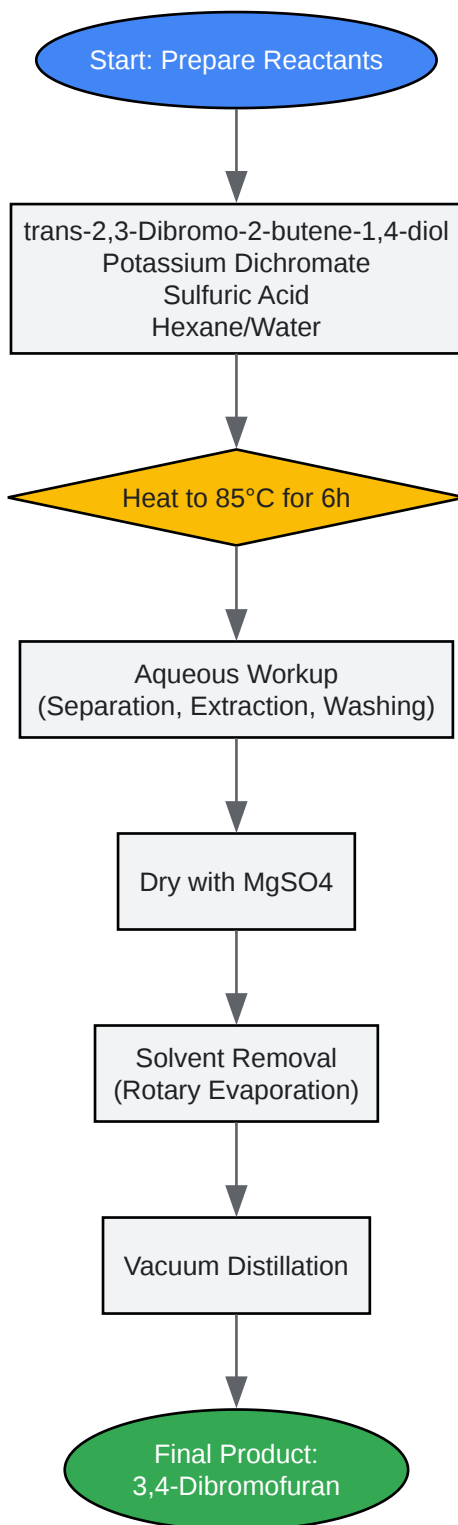 Start: Prepare Reactants
trans-2,3-Dibromo-2-butene-1,4-diol
Potassium Dichromate
Sulfuric Acid
Hexane/Water
Heat to 85°C for 6h
Aqueous Workup
(Separation, Extraction, Washing)
Dry with MgSO4
Solvent Removal
(Rotary Evaporation)
Vacuum Distillation
Final Product:
3,4-Dibromofuran